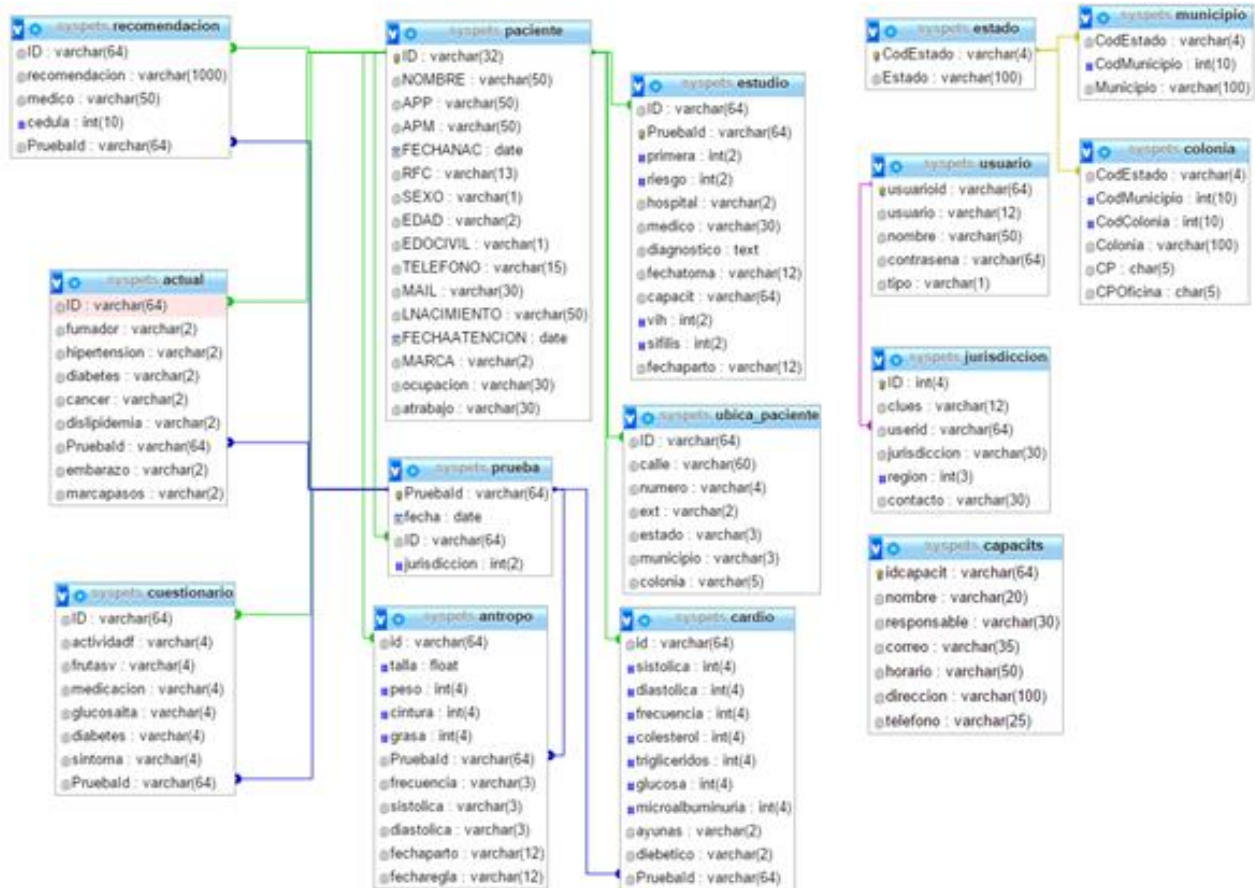 syspets.recomendacion
ID : varchar(64)
recomendacion : varchar(1000)
medico : varchar(50)
cedula : int(10)
PruebaId : varchar(64)
syspets.actual
ID : varchar(64)
fumador : varchar(2)
hipertension : varchar(2)
diabetes : varchar(2)
cancer : varchar(2)
dislipidemia : varchar(2)
PruebaId : varchar(64)
embarazo : varchar(2)
marcapasos : varchar(2)
syspets.cuestionario
ID : varchar(64)
actividadf : varchar(4)
frutasv : varchar(4)
medicacion : varchar(4)
glucosalta : varchar(4)
diabetes : varchar(4)
sintoma : varchar(4)
PruebaId : varchar(64)
syspets.paciente
ID : varchar(32)
NOMBRE : varchar(50)
APP : varchar(50)
APM : varchar(50)
FECHANAC : date
RFC : varchar(13)
SEXO : varchar(1)
EDAD : varchar(2)
EDOCIVIL : varchar(1)
TELEFONO : varchar(15)
MAIL : varchar(30)
LNACIMIENTO : varchar(50)
FECHAATENCION : date
MARCA : varchar(2)
ocupacion : varchar(30)
atrabajo : varchar(30)
syspets.prueba
PruebaId : varchar(64)
fecha : date
ID : varchar(64)
jurisdiccion : int(2)
syspets.antropo
id : varchar(64)
talla : float
peso : int(4)
cintura : int(4)
grasa : int(4)
PruebaId : varchar(64)
frecuencia : varchar(3)
sistolica : varchar(3)
diastolica : varchar(3)
fechaparto : varchar(12)
fecharegla : varchar(12)
syspets.estudio
ID : varchar(64)
PruebaId : varchar(64)
primera : int(2)
riesgo : int(2)
hospital : varchar(2)
medico : varchar(30)
diagnostico : text
fechatoma : varchar(12)
capacit : varchar(64)
vih : int(2)
sifilis : int(2)
fechaparto : varchar(12)
syspets.ubica_paciente
ID : varchar(64)
calle : varchar(60)
numero : varchar(4)
ext : varchar(2)
estado : varchar(3)
municipio : varchar(3)
colonia : varchar(5)
syspets.cardio
id : varchar(64)
sistolica : int(4)
diastolica : int(4)
frecuencia : int(4)
colesterol : int(4)
trigliceridos : int(4)
glucosa : int(4)
microalbuminuria : int(4)
ayunas : varchar(2)
diebetico : varchar(2)
PruebaId : varchar(64)
syspets.estado
CodEstado : varchar(4)
Estado : varchar(100)
syspets.municipio
CodEstado : varchar(4)
CodMunicipio : int(10)
Municipio : varchar(100)
syspets.usuario
usuarioid : varchar(64)
usuario : varchar(12)
nombre : varchar(50)
contrasena : varchar(64)
tipo : varchar(1)
syspets.colonia
CodEstado : varchar(4)
CodMunicipio : int(10)
CodColonia : int(10)
Colonia : varchar(100)
CP : char(5)
CPOficina : char(5)
syspets.jurisdiccion
ID : int(4)
clues : varchar(12)
userid : varchar(64)
jurisdiccion : varchar(30)
region : int(3)
contacto : varchar(30)
syspets.capacits
idcapacit : varchar(64)
nombre : varchar(20)
responsable : varchar(30)
correo : varchar(35)
horario : varchar(50)
direccion : varchar(100)
telefono : varchar(25)